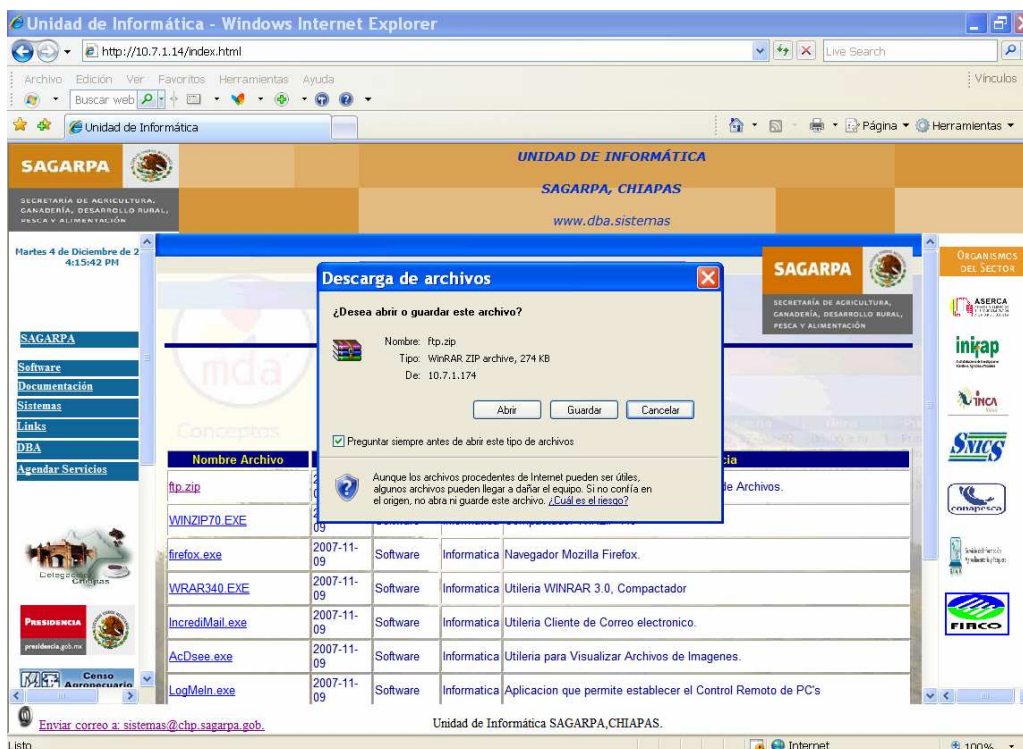 Unidad de Informática - Windows Internet Explorer
http://10.7.1.14/index.html
Live Search
Archivo Edición Ver Favoritos Herramientas Ayuda
Vínculos
Buscar web
Unidad de Informática
Página
Herramientas
SAGARPA
SECRETARÍA DE AGRICULTURA,
GANADERÍA, DESARROLLO RURAL,
PESCA Y ALIMENTACIÓN
UNIDAD DE INFORMÁTICA
SAGARPA, CHIAPAS
www.dba.sistemas
Martes 4 de Diciembre de 2
4:15:42 PM
SAGARPA
Software
Documentación
Sistemas
Links
DBA
Agendar Servicios
Delegación
Chiapas
PRESIDENCIA
presidencia.gob.mx
Censo
Agropecuario
SAGARPA
SECRETARÍA DE AGRICULTURA,
GANADERÍA, DESARROLLO RURAL,
PESCA Y ALIMENTACIÓN
mda
Conceptos
Descarga de archivos
¿Desea abrir o guardar este archivo?
Nombre: ftp.zip
Tipo: WinRAR ZIP archive, 274 KB
De: 10.7.1.174
Abrir Guardar Cancelar
Preguntar siempre antes de abrir este tipo de archivos
Aunque los archivos procedentes de Internet pueden ser útiles,
algunos archivos pueden llegar a dañar el equipo. Si no confía en
el origen, no abra ni guarde este archivo. ¿Cuál es el riesgo?
Nombre Archivo
ftp.zip
de Archivos.
WINZIP70.EXE
09
firefox.exe 2007-11-09 Software Informatica Navegador Mozilla Firefox.
WRAR340.EXE 2007-11-09 Software Informatica Utileria WINRAR 3.0, Compactador
IncrediMail.exe 2007-11-09 Software Informatica Utileria Cliente de Correo electronico.
AcDsee.exe 2007-11-09 Software Informatica Utileria para Visualizar Archivos de Imagenes.
LogMeIn.exe 2007-11-09 Software Informatica Aplicacion que permite establecer el Control Remoto de PC's
ORGANISMOS
DEL SECTOR
ASERCA
inifap
INCA
SNICS
conapesca
FIRCO
Enviar correo a: sistemas@chp.sagarpa.gob.
Unidad de Informática SAGARPA,CHIAPAS.
Listo
Internet
100%